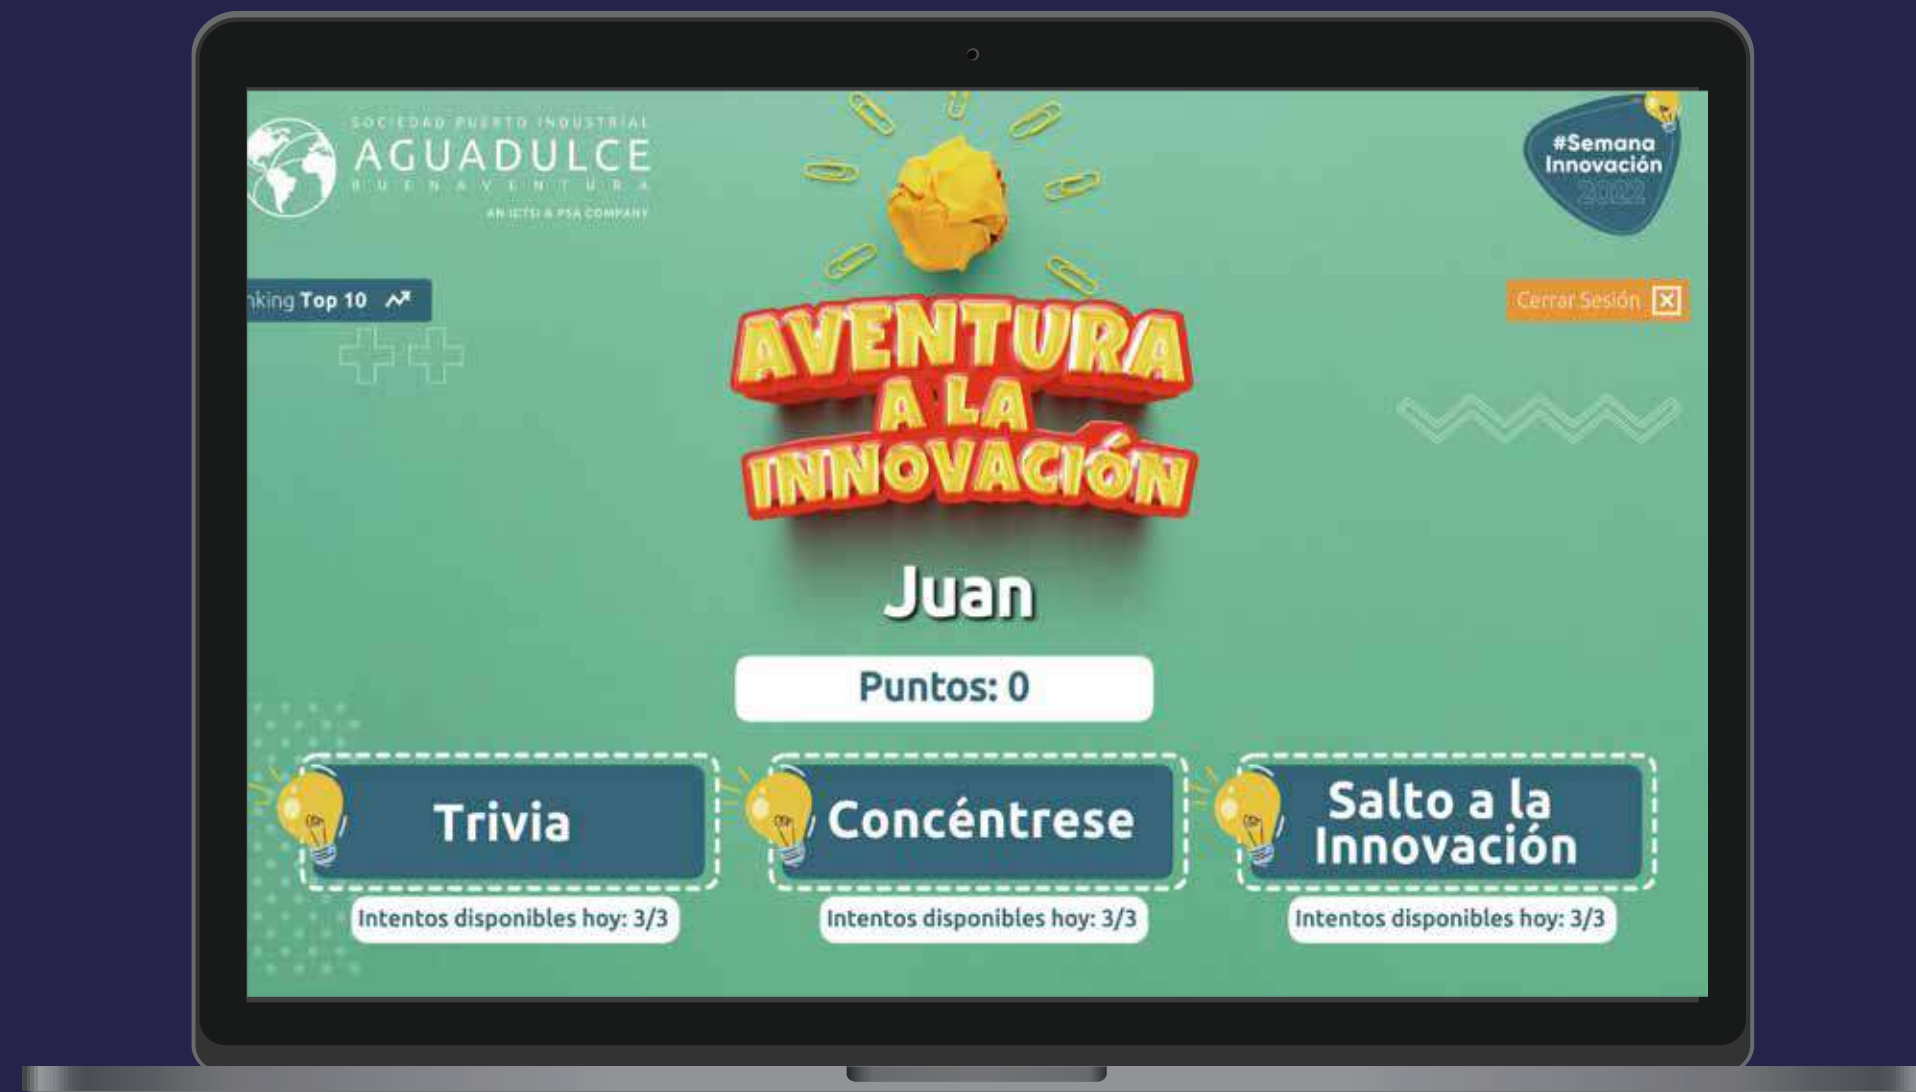 SOCIEDAD PUERTO INDUSTRIAL
AGUADULCE
BUENAVENTURA
AN ICTSI & PSA COMPANY
#Semana
Innovación
2022
nking Top 10
Cerrar Sesión
AVENTURA
A LA
INNOVACIÓN
Juan
Puntos: 0
Trivia
Concéntrese
Salto a la
Innovación
Intentos disponibles hoy: 3/3
Intentos disponibles hoy: 3/3
Intentos disponibles hoy: 3/3